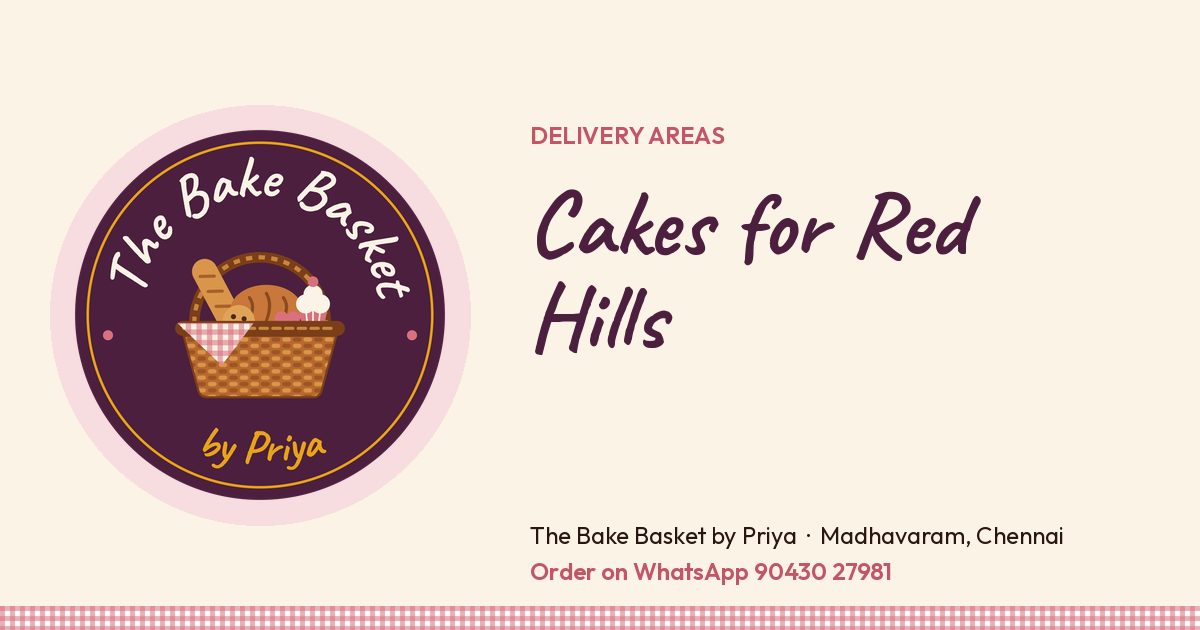 The Bake Basket
by Priya
DELIVERY AREAS
Cakes for Red
Hills
The Bake Basket by Priya · Madhavaram, Chennai
Order on WhatsApp 90430 27981